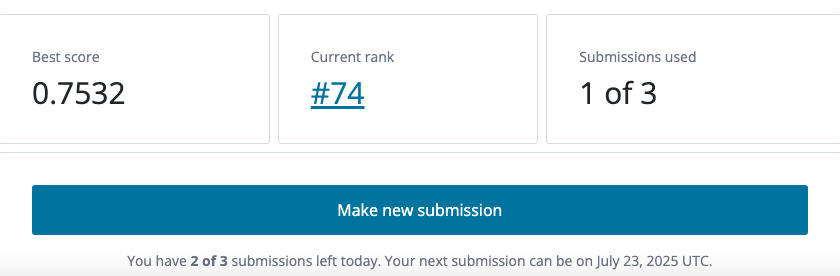 Best score
0.7532
Current rank
#74
Submissions used
1 of 3
Make new submission
You have 2 of 3 submissions left today. Your next submission can be on July 23, 2025 UTC.